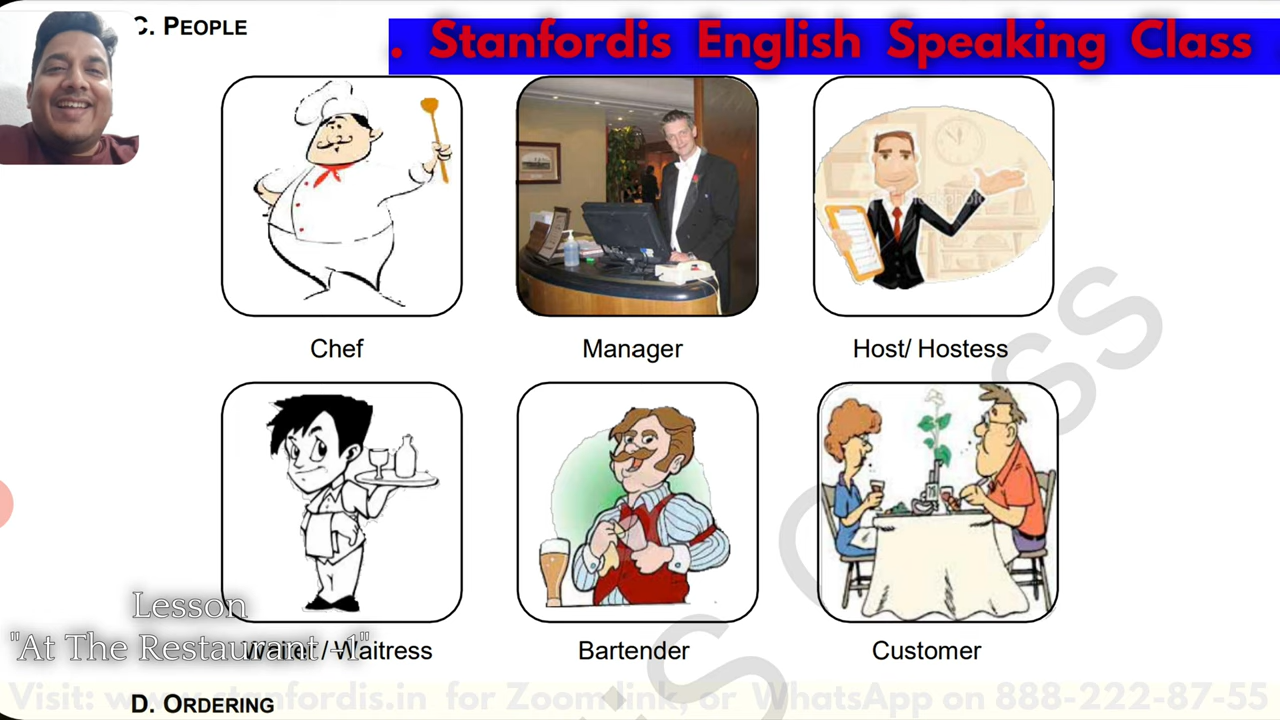 C. PEOPLE
. Stanfordis English Speaking Class .
Chef
Manager
Host/ Hostess
Lesson
"At The Restaurant -1"
Waiter / Waitress
Bartender
Customer
Visit: www.stanfordis.in for Zoom link, or WhatsApp on 888-222-87-55
D. ORDERING